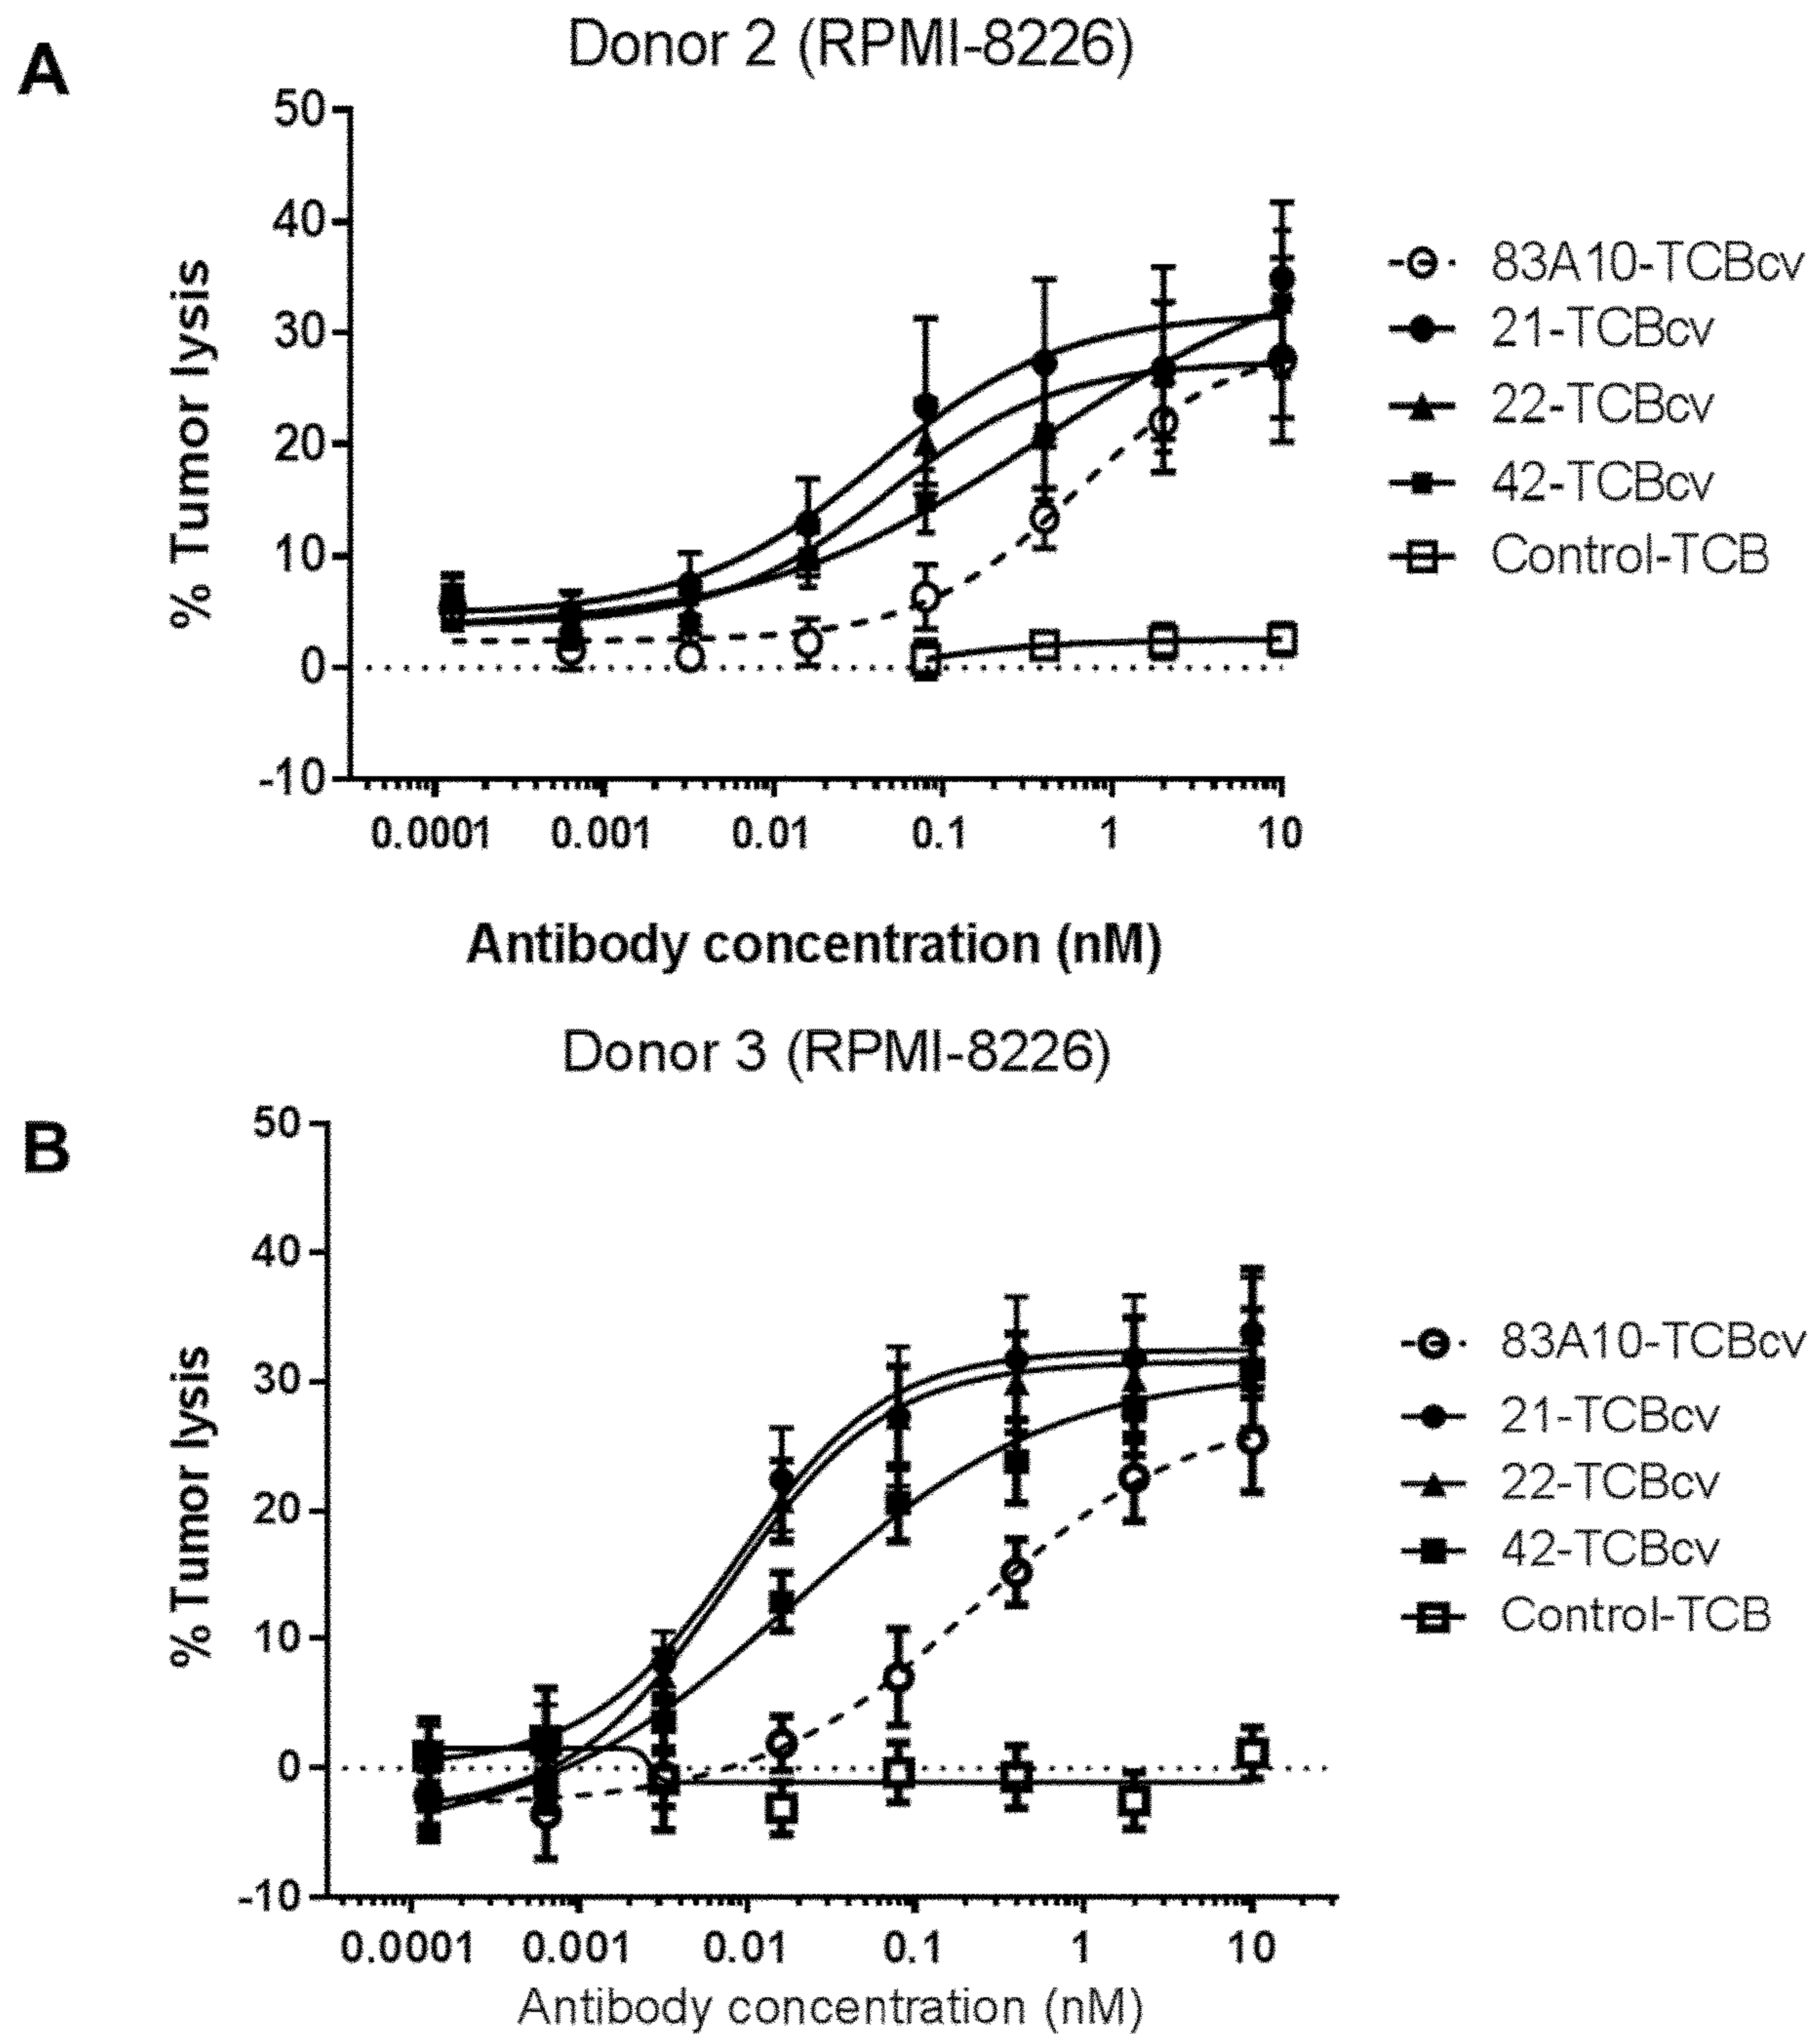 A
Donor 2 (RPMI-8226)
50
40
30
20
10
0
-10
% Tumor lysis
0.0001 0.001 0.01 0.1 1 10
Antibody concentration (nM)
83A10-TCBcv
21-TCBcv
22-TCBcv
42-TCBcv
Control-TCB
B
Donor 3 (RPMI-8226)
50
40
30
20
10
0
-10
% Tumor lysis
0.0001 0.001 0.01 0.1 1 10
Antibody concentration (nM)
83A10-TCBcv
21-TCBcv
22-TCBcv
42-TCBcv
Control-TCB